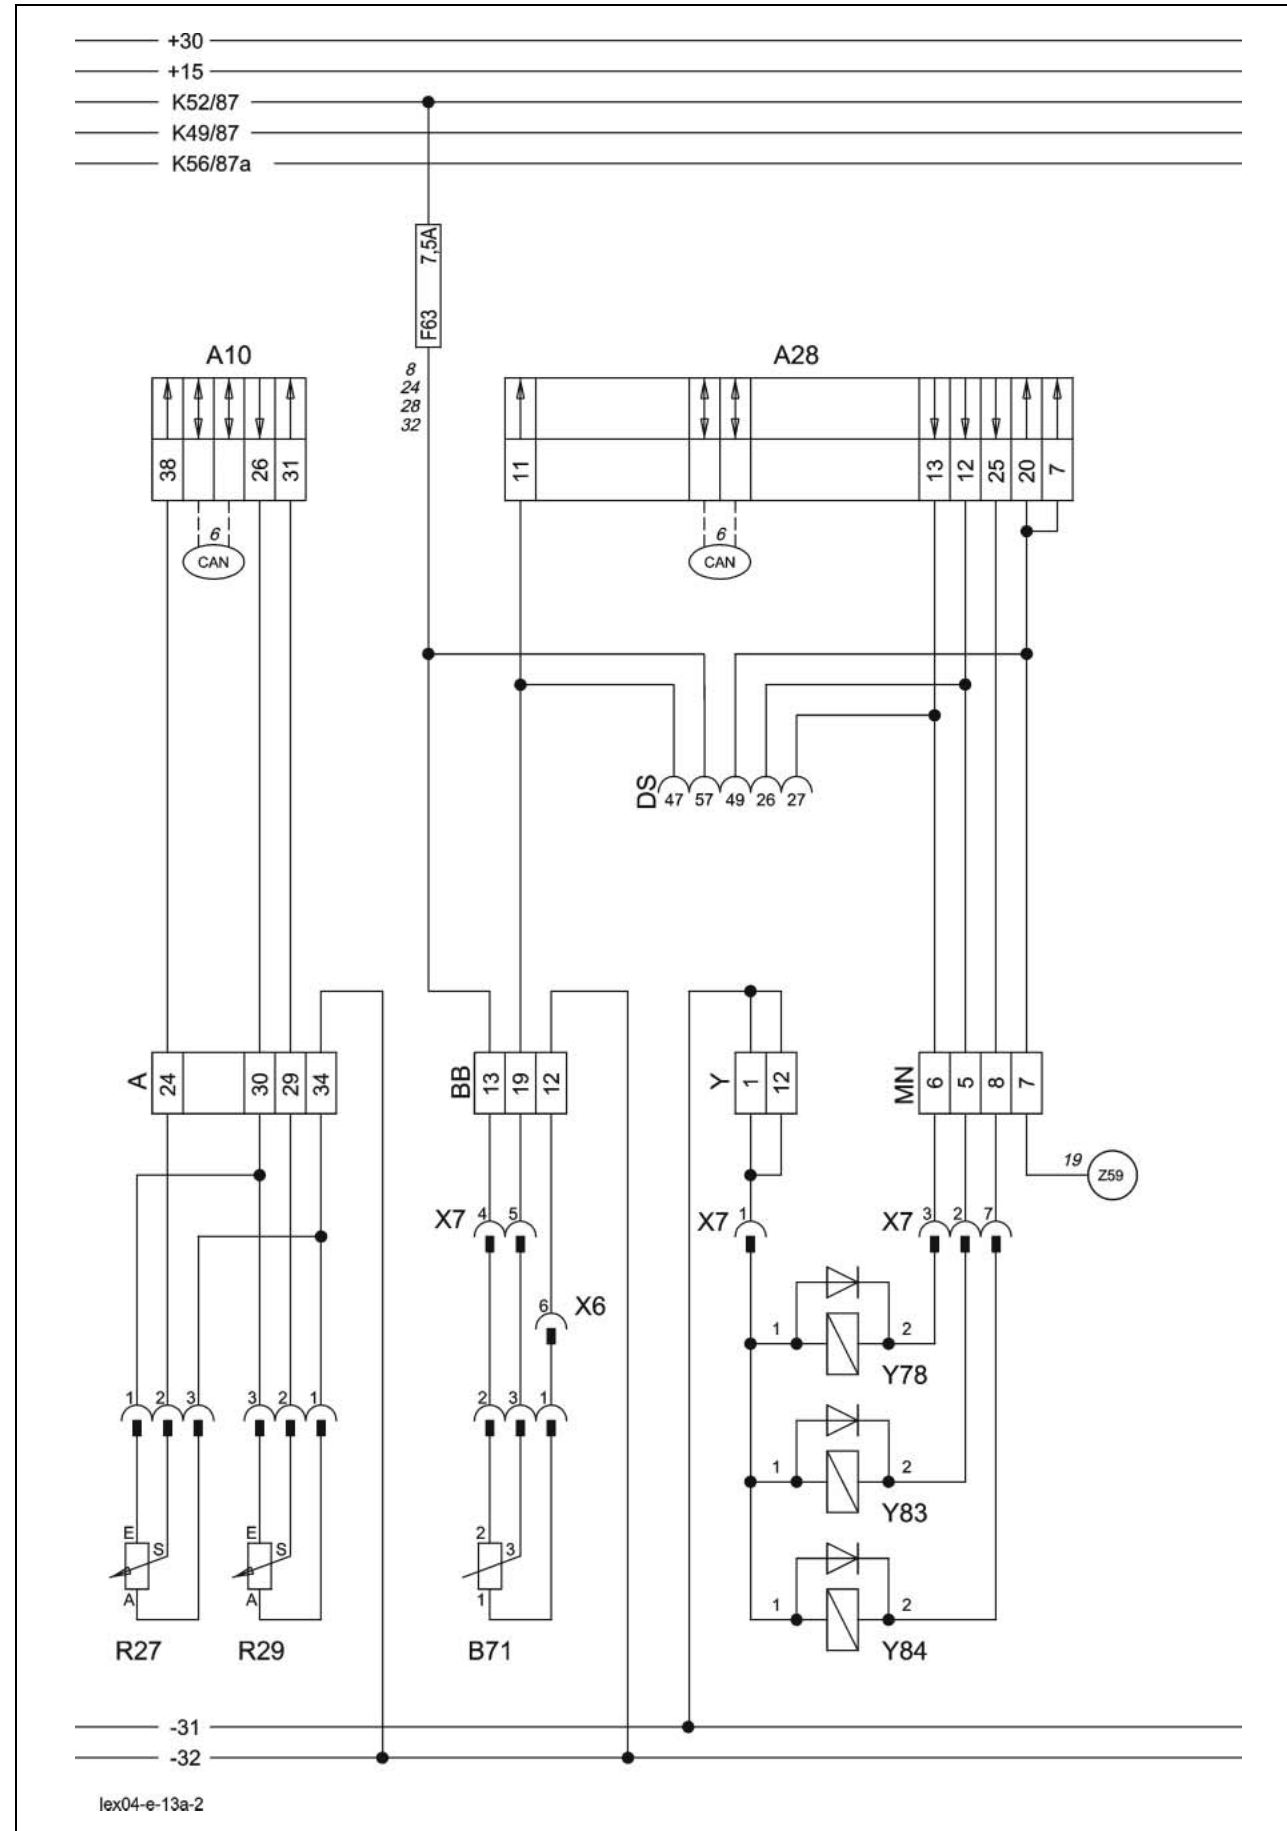 +30
+15
K52/87
K49/87
K56/87a
7,5A
F63
A10
A28
8
24
28
32
38
26
31
11
13
12
25
20
7
6
CAN
6
CAN
DS
47
57
49
26
27
A
24
30
29
34
BB
13
19
12
Y
1
12
MN
6
5
8
7
19
Z59
X7
4
5
X7
1
X7
3
2
7
6
X6
1
2
Y78
1
2
3
3
2
1
2
3
1
1
2
Y83
E
S
A
E
S
A
2
3
1
1
2
Y84
R27
R29
B71
-31
-32
lex04-e-13a-2